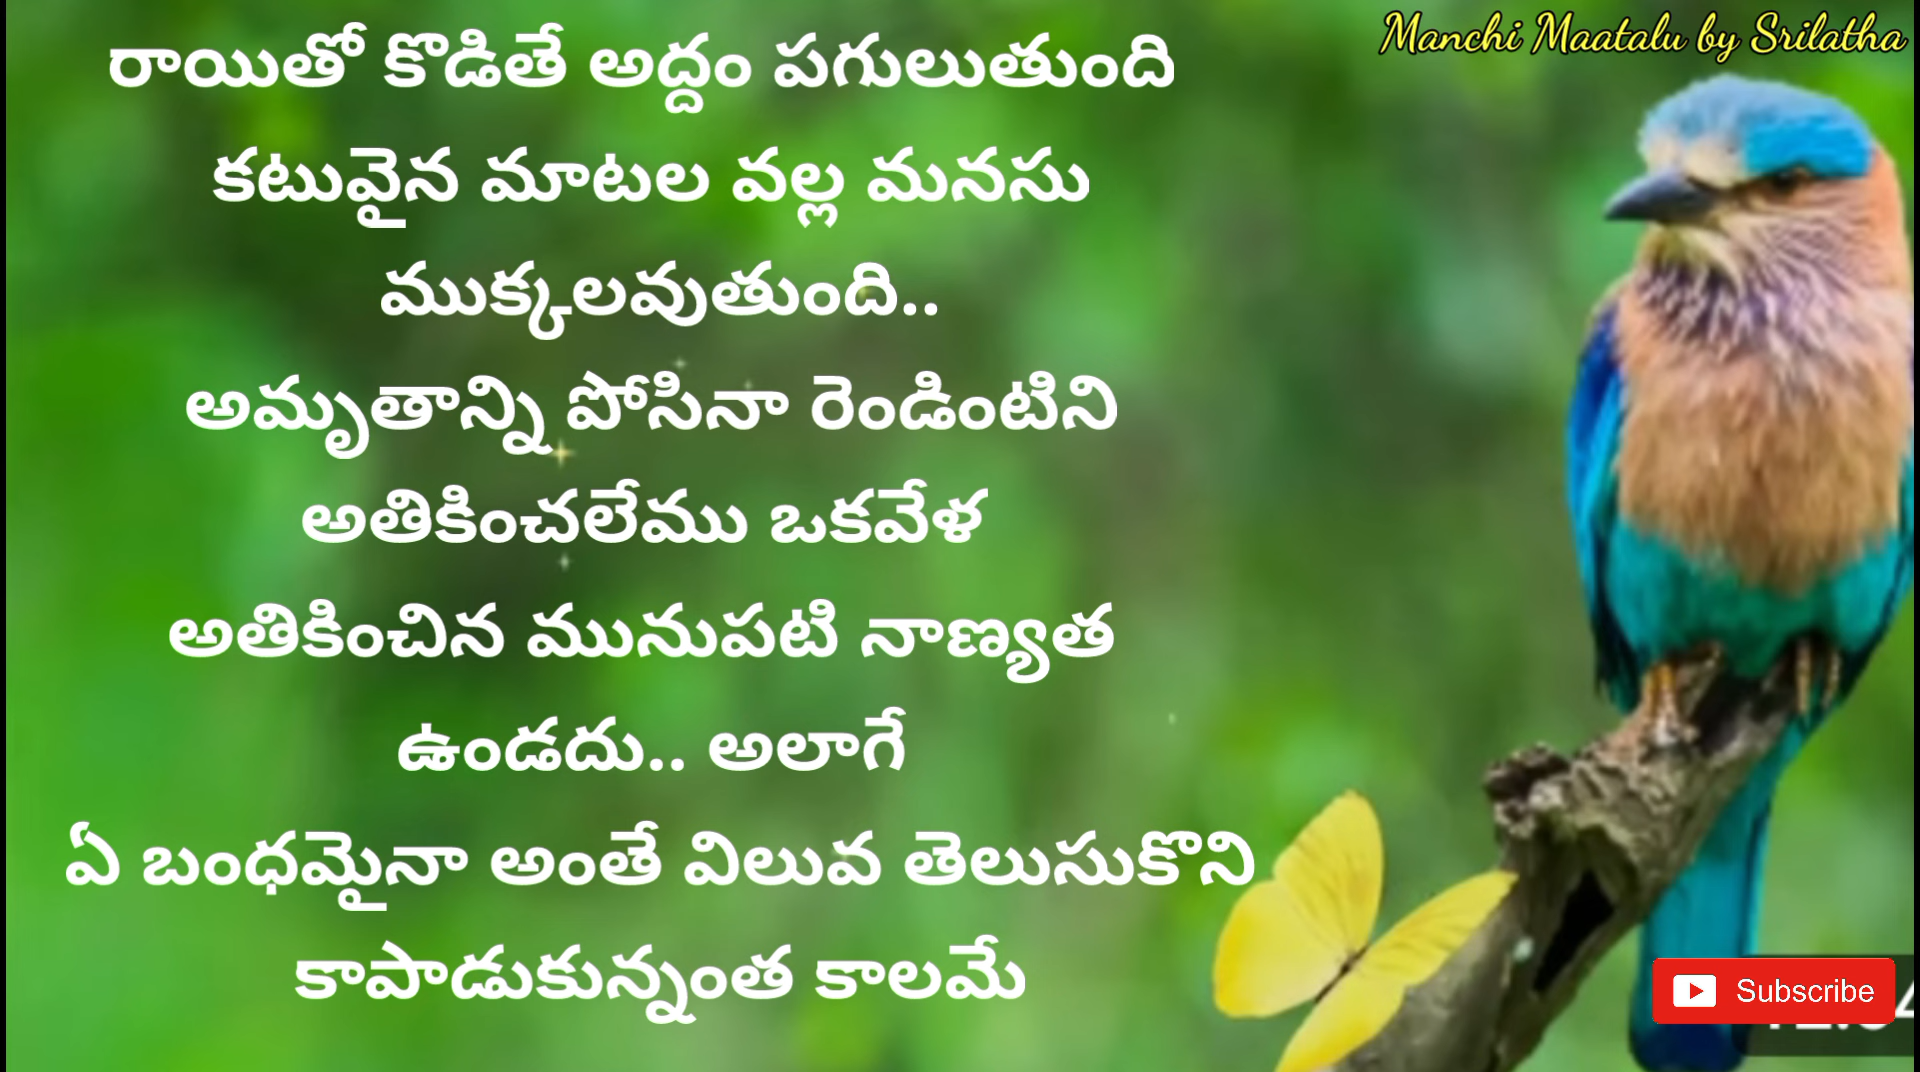 Manchi Maatalu by Srilatha
రాయితో కొడితే అద్దం పగులుతుంది
కటువైన మాటల వల్ల మనసు
ముక్కలవుతుంది..
అమృతాన్ని పోసినా రెండింటిని
అతికించలేము ఒకవేళ
అతికించిన మునుపటి నాణ్యత
ఉండదు.. అలాగే
ఏ బంధమైనా అంతే విలువ తెలుసుకొని
కాపాడుకున్నంత కాలమే
Subscribe